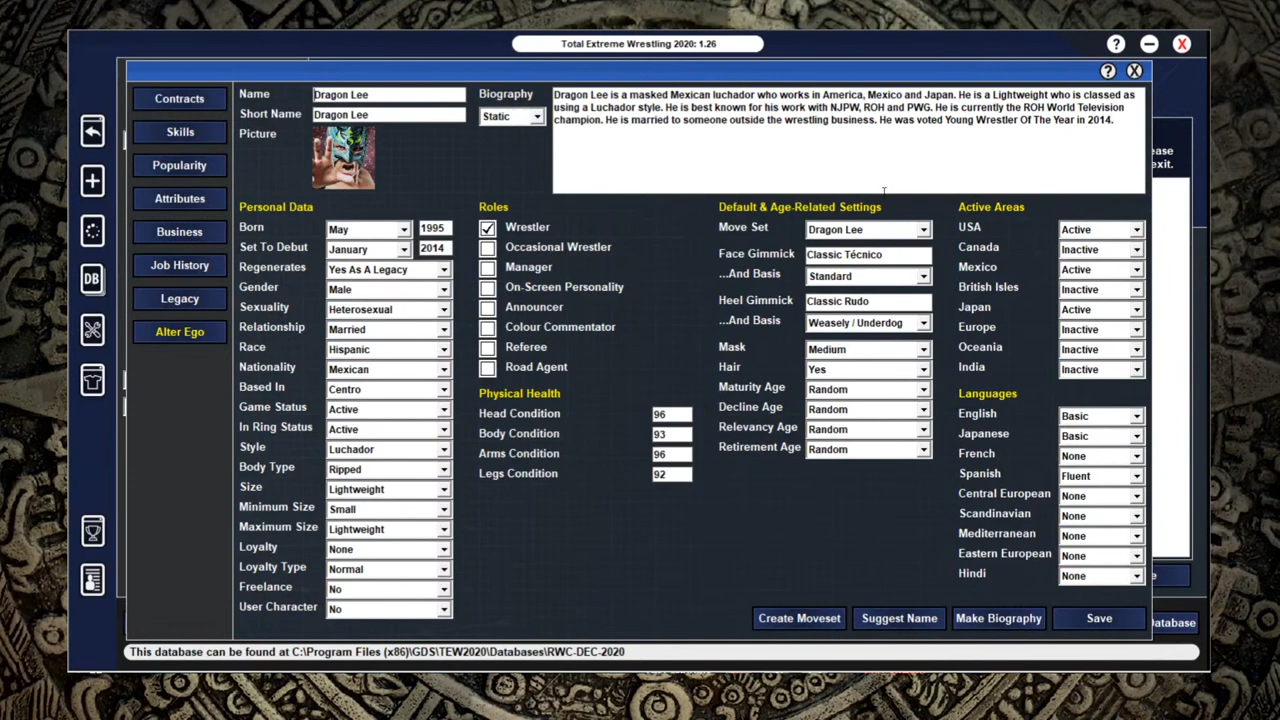 Total Extreme Wrestling 2020: 1.26
? X
? X
Contracts
Skills
Popularity
Attributes
Business
Job History
Legacy
Alter Ego
DB
Name Dragon Lee
Short Name Dragon Lee
Picture
Biography
Static
Dragon Lee is a masked Mexican luchador who works in America, Mexico and Japan. He is a Lightweight who is classed as
using a Luchador style. He is best known for his work with NJPW, ROH and PWG. He is currently the ROH World Television
champion. He is married to someone outside the wrestling business. He was voted Young Wrestler Of The Year in 2014.
ease
exit.
Personal Data
Born May 1995
Set To Debut January 2014
Regenerates Yes As A Legacy
Gender Male
Sexuality Heterosexual
Relationship Married
Race Hispanic
Nationality Mexican
Based In Centro
Game Status Active
In Ring Status Active
Style Luchador
Body Type Ripped
Size Lightweight
Minimum Size Small
Maximum Size Lightweight
Loyalty None
Loyalty Type Normal
Freelance No
User Character No
Roles
Wrestler
Occasional Wrestler
Manager
On-Screen Personality
Announcer
Colour Commentator
Referee
Road Agent
Physical Health
Head Condition 96
Body Condition 93
Arms Condition 96
Legs Condition 92
Default & Age-Related Settings
Move Set Dragon Lee
Face Gimmick Classic Técnico
...And Basis Standard
Heel Gimmick Classic Rudo
...And Basis Weasely / Underdog
Mask Medium
Hair Yes
Maturity Age Random
Decline Age Random
Relevancy Age Random
Retirement Age Random
Active Areas
USA Active
Canada Inactive
Mexico Active
British Isles Inactive
Japan Active
Europe Inactive
Oceania Inactive
India Inactive
Languages
English Basic
Japanese Basic
French None
Spanish Fluent
Central European None
Scandinavian None
Mediterranean None
Eastern European None
Hindi None
e
Create Moveset Suggest Name Make Biography Save
Database
This database can be found at C:\Program Files (x86)\GDS\TEW2020\Databases\RWC-DEC-2020